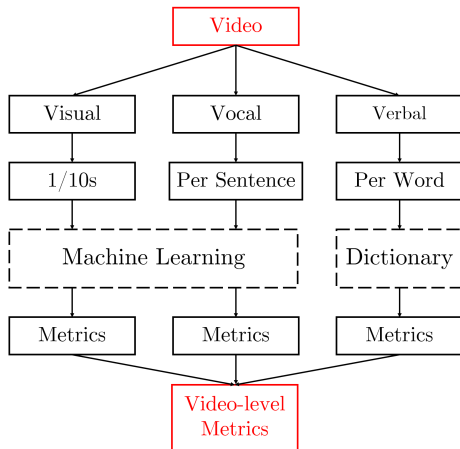 Video
Visual Vocal Verbal
1/10s Per Sentence Per Word
Machine Learning Dictionary
Metrics Metrics Metrics
Video-level
Metrics